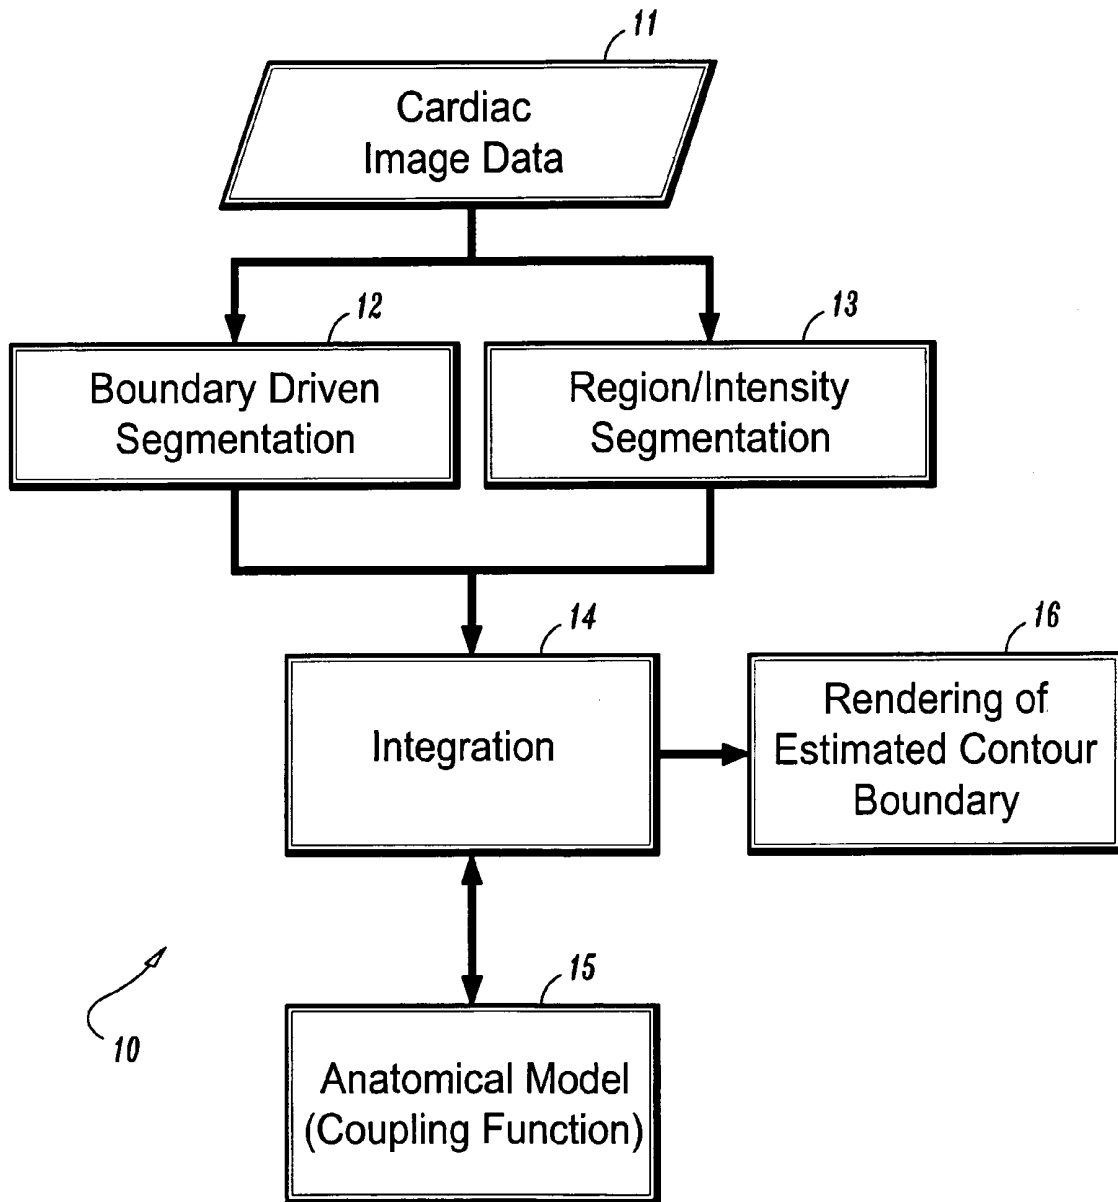 11
Cardiac
Image Data
12
Boundary Driven
Segmentation
13
Region/Intensity
Segmentation
14
Integration
16
Rendering of
Estimated Contour
Boundary
10
15
Anatomical Model
(Coupling Function)